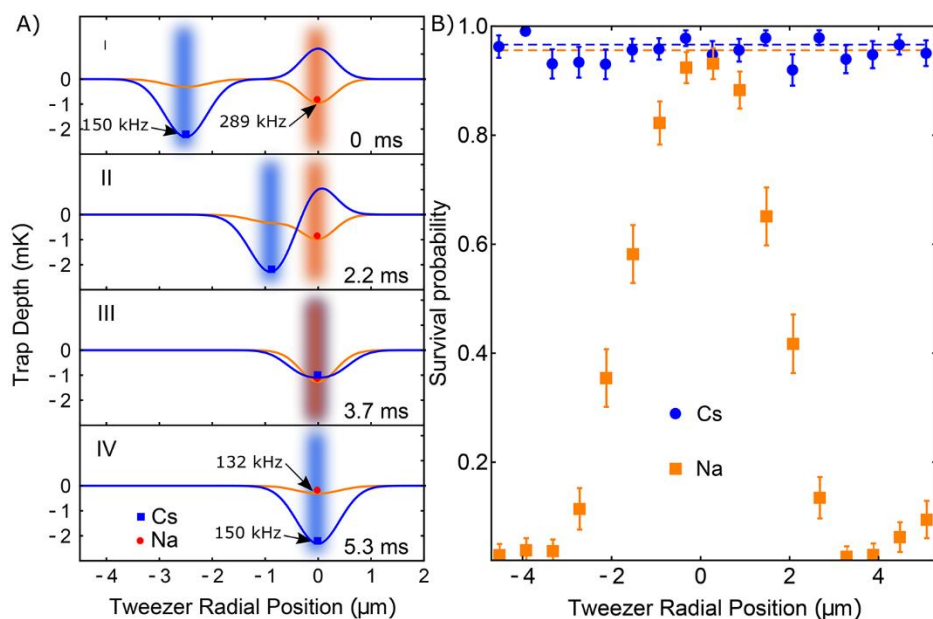 A)
I
0
-1
-2
150 kHz
289 kHz
0 ms
II
0
-1
-2
2.2 ms
III
0
-1
-2
3.7 ms
IV
0
-1
-2
132 kHz
150 kHz
Cs
Na
5.3 ms
-4 -3 -2 -1 0 1 2
Trap Depth (mK)
Tweezer Radial Position (µm)
B)
1.0
0.8
0.6
0.4
0.2
Survival probability
Cs
Na
-4 -2 0 2 4
Tweezer Radial Position (µm)